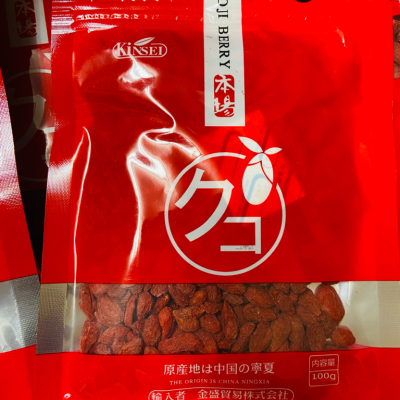 KINSEI
OJI BERRY
本場
クコ
原産地は中国の寧夏
THE ORIGIN IS CHINA NINGXIA
内容量
100g
輸入者 金盛貿易株式会社